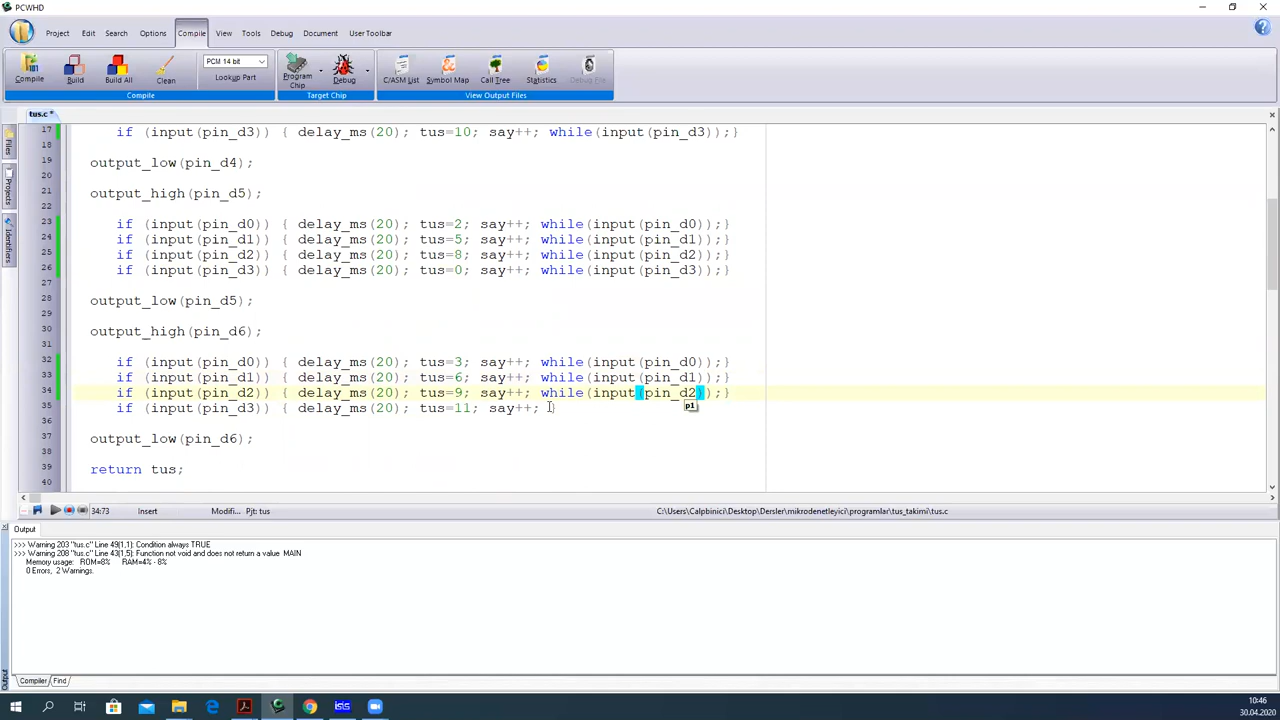 PCWHD
Project Edit Search Options Compile View Tools Debug Document User Toolbar
PCM 14 bit
Compile Build Build All Clean LookUp Part Program Chip Debug C/ASM List Symbol Map Call Tree Statistics Debug File
Compile Target Chip View Output Files
tus.c *
Files
Projects
Identifiers
17 if (input(pin_d3)) { delay_ms(20); tus=10; say++; while(input(pin_d3));}
18
19 output_low(pin_d4);
20
21 output_high(pin_d5);
22
23 if (input(pin_d0)) { delay_ms(20); tus=2; say++; while(input(pin_d0));}
24 if (input(pin_d1)) { delay_ms(20); tus=5; say++; while(input(pin_d1));}
25 if (input(pin_d2)) { delay_ms(20); tus=8; say++; while(input(pin_d2));}
26 if (input(pin_d3)) { delay_ms(20); tus=0; say++; while(input(pin_d3));}
27
28 output_low(pin_d5);
29
30 output_high(pin_d6);
31
32 if (input(pin_d0)) { delay_ms(20); tus=3; say++; while(input(pin_d0));}
33 if (input(pin_d1)) { delay_ms(20); tus=6; say++; while(input(pin_d1));}
34 if (input(pin_d2)) { delay_ms(20); tus=9; say++; while(input(pin_d2));}
p1
35 if (input(pin_d3)) { delay_ms(20); tus=11; say++; }
36
37 output_low(pin_d6);
38
39 return tus;
40
34:73 Insert Modifi... Pjt: tus C:\Users\Calpbinici\Desktop\Dersler\mikrodenetleyici\programlar\tus_takimi\tus.c
Output
>>> Warning 203 "tus.c" Line 49(1,1): Condition always TRUE
>>> Warning 208 "tus.c" Line 43(1,5): Function not void and does not return a value MAIN
Memory usage: ROM=8% RAM=4% - 8%
0 Errors, 2 Warnings.
Output
Compiler Find
isis
10:46
30.04.2020